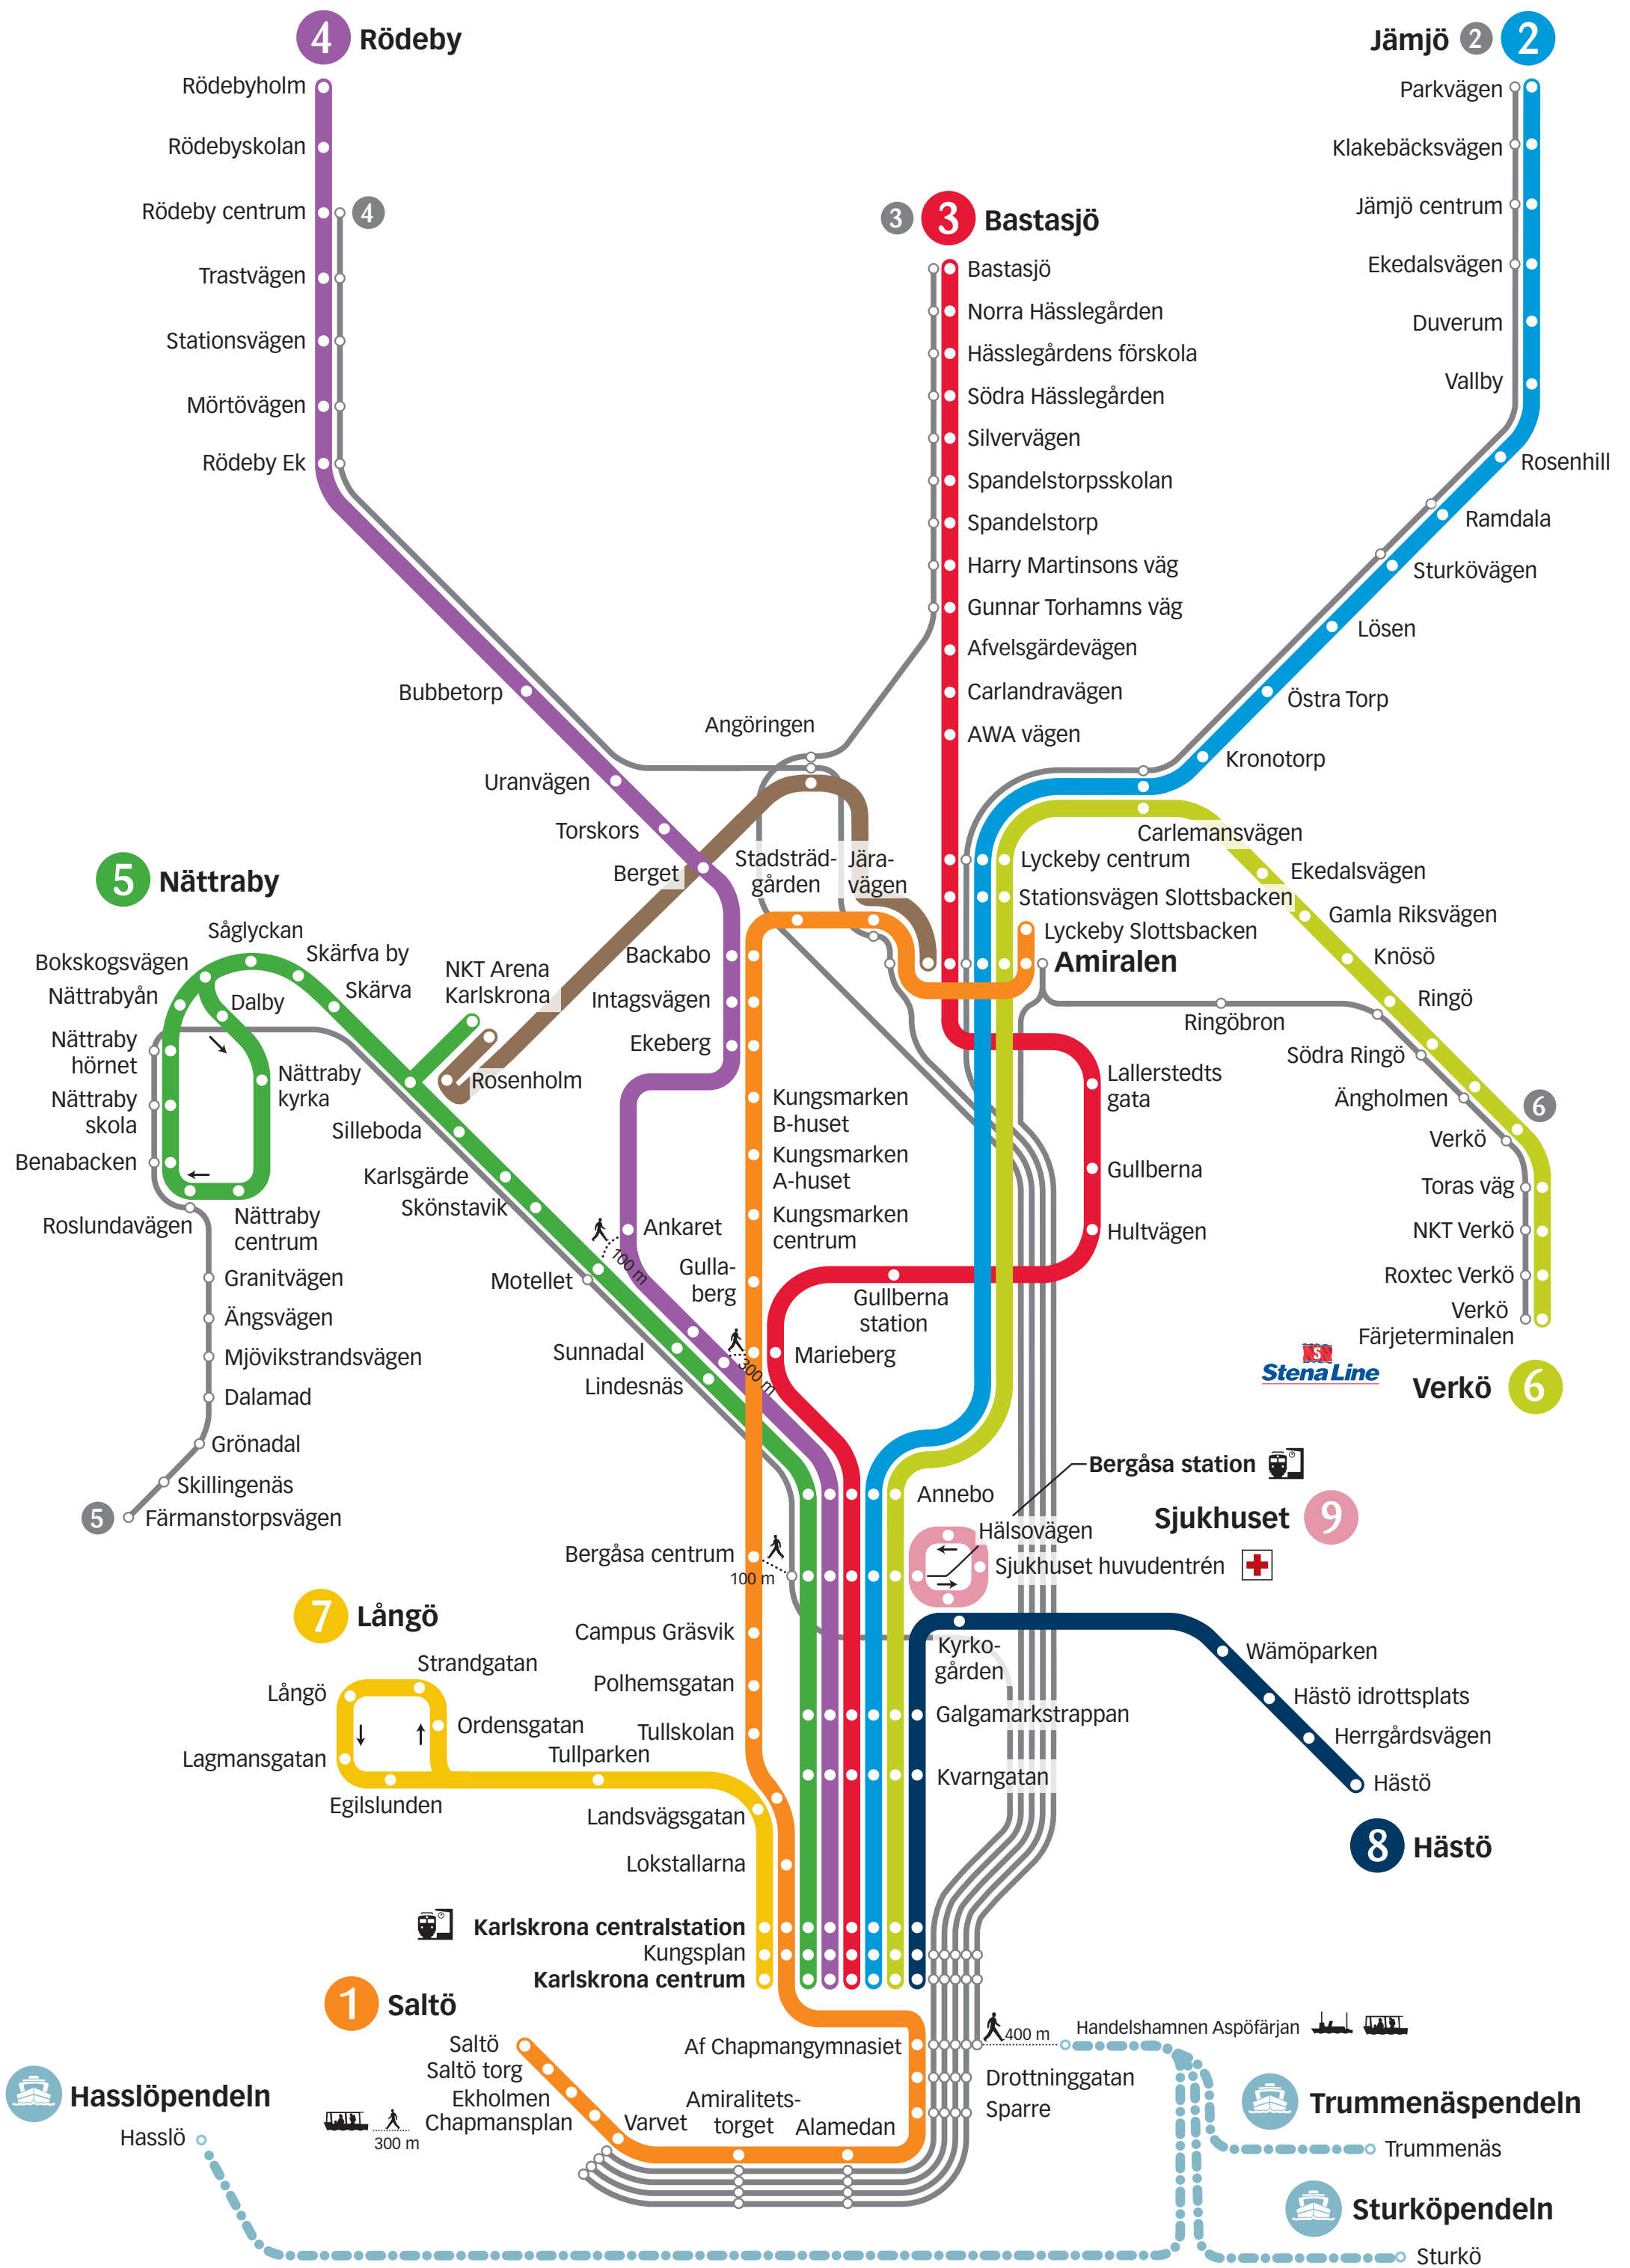 4 Rödeby
Jämjö 2 2
Rödebyholm
Rödebyskolan
Rödeby centrum
4
Trastvägen
Stationsvägen
Mörtövägen
Rödeby Ek
Bubbetorp
Uranvägen
Torskors
Berget
Backabo
Intagsvägen
Ekeberg
Ankaret
3 3 Bastasjö
Bastasjö
Norra Hässlegården
Hässlegårdens förskola
Södra Hässlegården
Silvervägen
Spandelstorpsskolan
Spandelstorp
Harry Martinsons väg
Gunnar Torhamns väg
Afvelsgärdevägen
Carlandravägen
AWA vägen
Parkvägen
Klakebäcksvägen
Jämjö centrum
Ekedalsvägen
Duverum
Vallby
Rosenhill
Ramdala
Sturkövägen
Lösen
Östra Torp
Kronotorp
Carlemansvägen
Angöringen
Stadsträd-
gården
Jära-
vägen
Lyckeby centrum
Stationsvägen Slottsbacken
Lyckeby Slottsbacken
Amiralen
Ekedalsvägen
Gamla Riksvägen
Knösö
Ringö
Ringöbron
Södra Ringö
Ängholmen
Verkö
6
Toras väg
NKT Verkö
Roxtec Verkö
Verkö
Färjeterminalen
S
Stena Line
Verkö 6
5 Nättraby
Såglyckan
Bokskogsvägen
Skärfva by
Nättrabyån
Dalby
Skärva
NKT Arena
Karlskrona
Rosenholm
Nättraby
hörnet
Nättraby
kyrka
Nättraby
skola
Benabacken
Roslundavägen
Nättraby
centrum
Silleboda
Karlsgärde
Skönstavik
Motellet
100 m
Sunnadal
Lindesnäs
Granitvägen
Ängsvägen
Mjövikstrandsvägen
Dalamad
Grönadal
Skillingenäs
5 Färmanstorpsvägen
Kungsmarken
B-huset
Kungsmarken
A-huset
Kungsmarken
centrum
Gulla-
berg
300 m
Lallerstedts
gata
Gullberna
Hultvägen
Gullberna
station
Marieberg
Annebo
Bergåsa station
Sjukhuset 9
Hälsovägen
Sjukhuset huvudentrén
Bergåsa centrum
100 m
Campus Gräsvik
Polhemsgatan
Tullskolan
Kyrko-
gården
Galgamarkstrappan
Kvarngatan
Wämöparken
Hästö idrottsplats
Herrgårdsvägen
Hästö
8 Hästö
7 Långö
Strandgatan
Långö
Ordensgatan
Lagmansgatan
Tullparken
Egilslunden
Landsvägsgatan
Lokstallarna
Karlskrona centralstation
Kungsplan
Karlskrona centrum
1 Saltö
Saltö
Saltö torg
Ekholmen
Chapmansplan
300 m
Varvet
Amiralitets-
torget
Alamedan
Af Chapmangymnasiet
Drottninggatan
Sparre
400 m
Handelshamnen Aspöfärjan
Hasslöpendeln
Hasslö
Trummenäspendeln
Trummenäs
Sturköpendeln
Sturkö